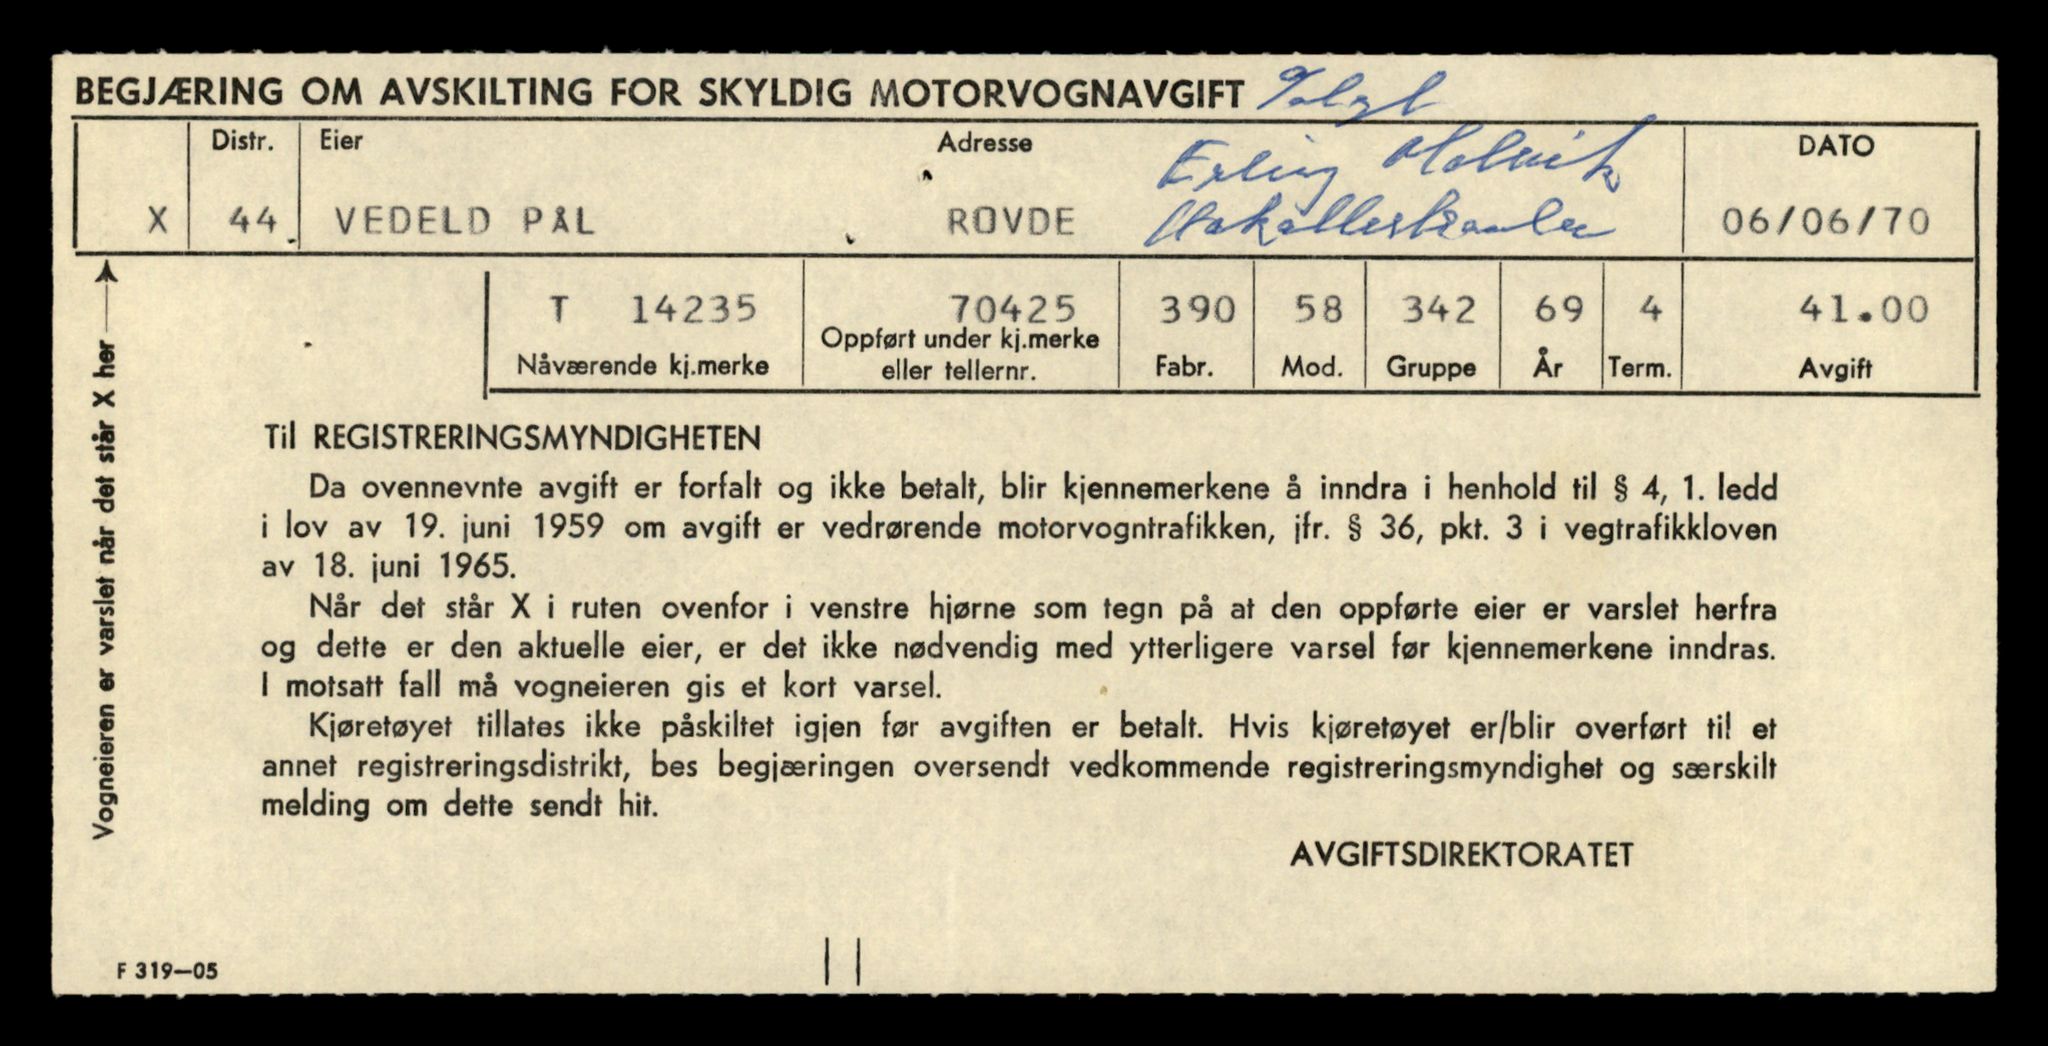 BEGJÆRING OM AVSKILTING FOR SKYLDIG MOTORVOGNAVGIFT Solgt
Distr. Eier Adresse DATO
Erling
X 44 VEDELD PÅL ROVDE 06/06/70
T 14235 70425 390 58 342 69 4 41.00
Nåværende kj.merke Oppført under kj.merke eller tellernr. Fabr. Mod. Gruppe År Term. Avgift
Vogneieren er varslet når det står X her
Til REGISTRERINGSMYNDIGHETEN
Da ovennevnte avgift er forfalt og ikke betalt, blir kjennemerkene å inndra i henhold til § 4, 1. ledd
i lov av 19. juni 1959 om avgift er vedrørende motorvogntrafikken, jfr. § 36, pkt. 3 i vegtrafikkloven
av 18. juni 1965.
Når det står X i ruten ovenfor i venstre hjørne som tegn på at den oppførte eier er varslet herfra
og dette er den aktuelle eier, er det ikke nødvendig med ytterligere varsel før kjennemerkene inndras.
I motsatt fall må vogneieren gis et kort varsel.
Kjøretøyet tillates ikke påskiltet igjen før avgiften er betalt. Hvis kjøretøyet er/blir overført til et
annet registreringsdistrikt, bes begjæringen oversendt vedkommende registreringsmyndighet og særskilt
melding om dette sendt hit.
AVGIFTSDIREKTORATET
F 319—05